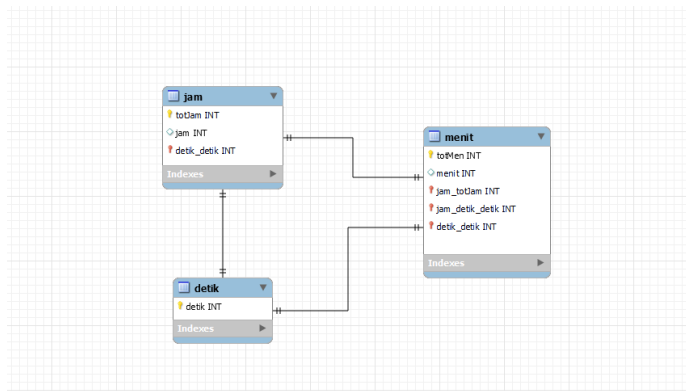 jam
totJam INT
jam INT
detik_detik INT
Indexes
menit
totMen INT
menit INT
jam_totJam INT
jam_detik_detik INT
detik_detik INT
Indexes
detik
detik INT
Indexes